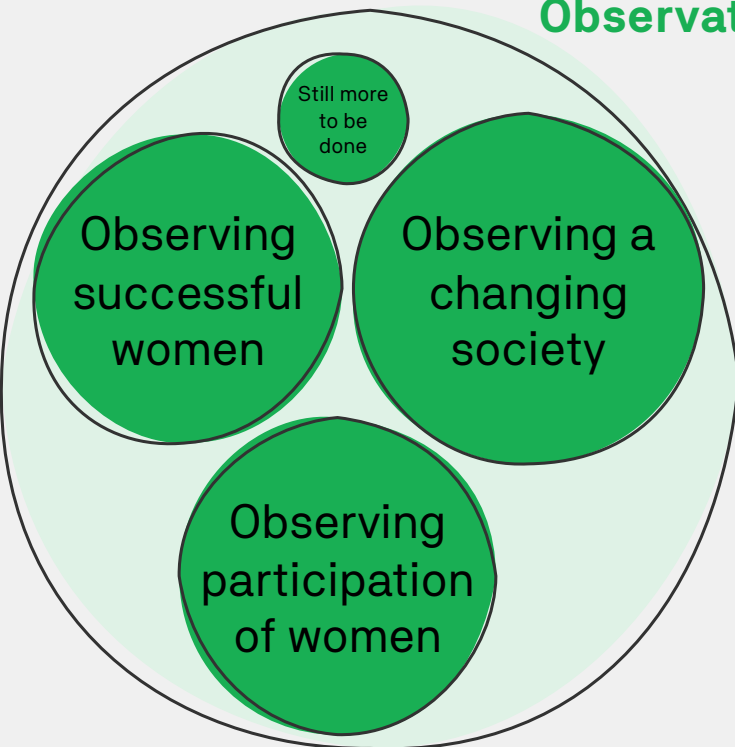 Observat
Still more
to be
done
Observing
successful
women
Observing a
changing
society
Observing
participation
of women